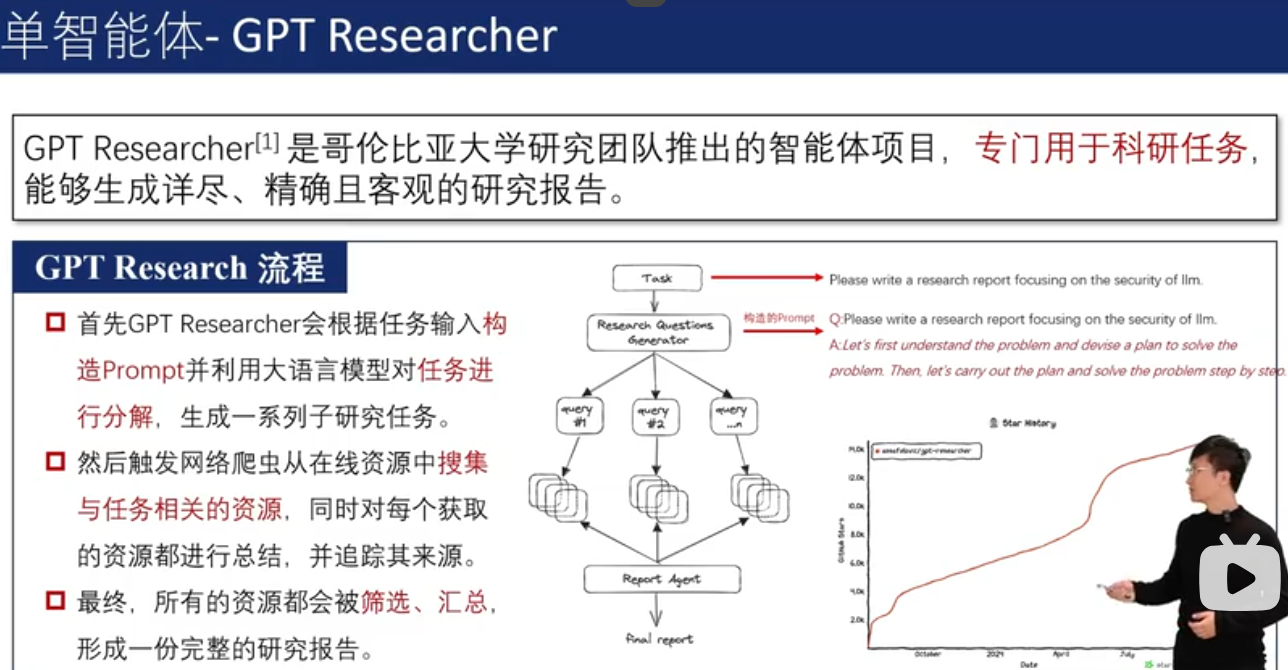 单智能体- GPT Researcher
GPT Researcher[1] 是哥伦比亚大学研究团队推出的智能体项目，专门用于科研任务，
能够生成详尽、精确且客观的研究报告。
GPT Research 流程
首先GPT Researcher会根据任务输入构
造Prompt并利用大语言模型对任务进
行分解，生成一系列子研究任务。
然后触发网络爬虫从在线资源中搜集
与任务相关的资源，同时对每个获取
的资源都进行总结，并追踪其来源。
最终，所有的资源都会被筛选、汇总，
形成一份完整的研究报告。
Task
Please write a research report focusing on the security of llm.
Research Questions
Generator
构造的Prompt
Q:Please write a research report focusing on the security of llm.
A:Let's first understand the problem and devise a plan to solve the
problem. Then, let's carry out the plan and solve the problem step by step.
query
#1
query
#2
query
...n
Report Agent
final report
Star History
assafelovic/gpt-researcher
14.0k
12.0k
10.0k
8.0k
6.0k
4.0k
2.0k
GitHub Stars
October
2024
April
July
Date